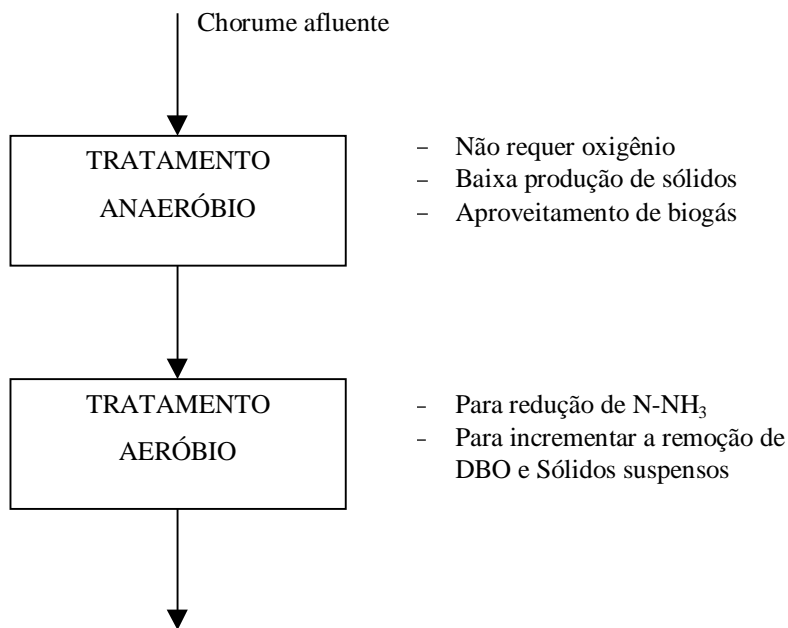 Chorume afluente
TRATAMENTO
ANAERÓBIO
- Não requer oxigênio
- Baixa produção de sólidos
- Aproveitamento de biogás
TRATAMENTO
AERÓBIO
- Para redução de N-NH₃
- Para incrementar a remoção de
DBO e Sólidos suspensos